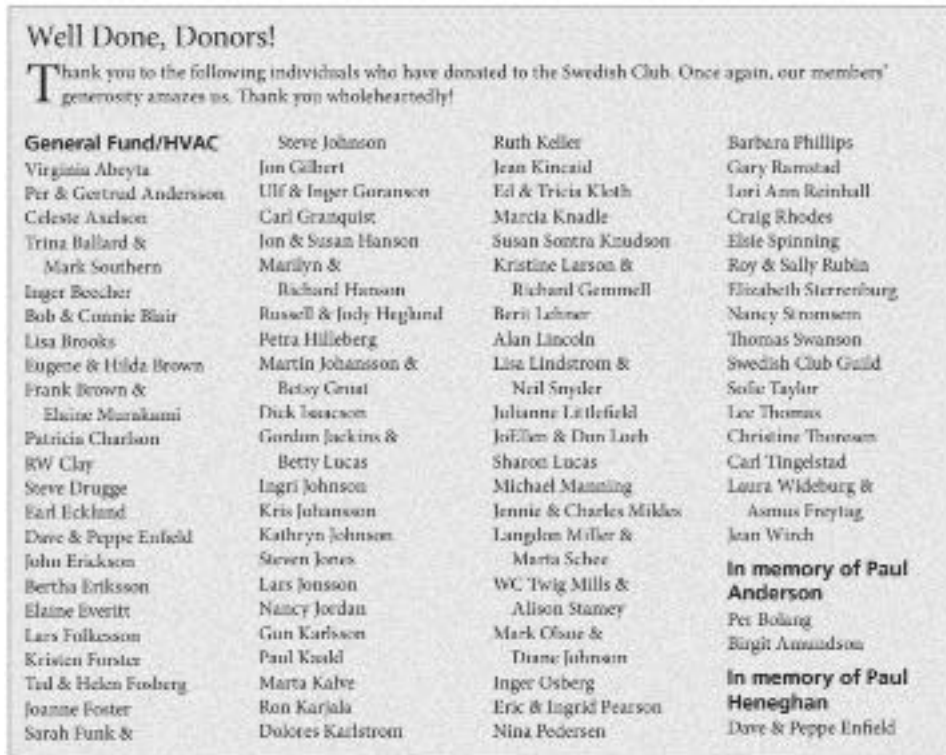 Well Done, Donors!
Thank you to the following individuals who have donated to the Swedish Club. Once again, our members'
generosity amazes us. Thank you wholeheartedly!
General Fund/HVAC
Virginia Abeyta
Per & Gertrud Andersson
Celeste Axelson
Trina Ballard &
Mark Southern
Inger Beecher
Bob & Connie Blair
Lisa Brooks
Eugene & Hilda Brown
Frank Brown &
Elaine Murakami
Patricia Charlson
RW Clay
Steve Drugge
Earl Ecklund
Dave & Peppe Enfield
John Erickson
Bertha Eriksson
Elaine Everitt
Lars Folkesson
Kristen Forster
Ted & Helen Fosberg
Joanne Foster
Sarah Funk &
Steve Johnson
Jon Gilbert
Ulf & Inger Goranson
Carl Granquist
Jon & Susan Hanson
Marilyn &
Richard Hanson
Russell & Jody Heglund
Petra Hilleberg
Martin Johansson &
Betsy Groat
Dick Isaacson
Gordon Jackins &
Betty Lucas
Ingri Johnson
Kris Johansson
Kathryn Johnson
Steven Jones
Lars Jonsson
Nancy Jordan
Gun Karlsson
Paul Kaald
Marta Kalve
Ron Karjala
Dolores Karlstrom
Ruth Keller
Jean Kincaid
Ed & Tricia Kloth
Marcia Knadle
Susan Sontra Knudson
Kristine Larson &
Richard Gemmell
Berit Lehner
Alan Lincoln
Lisa Lindstrom &
Neil Snyder
Julianne Littlefield
JoEllen & Don Loeb
Sharon Lucas
Michael Manning
Jennie & Charles Mikles
Langdon Miller &
Marta Schee
WC Twig Mills &
Alison Stamey
Mark Olsoe &
Diane Johnson
Inger Osberg
Eric & Ingrid Pearson
Nina Pedersen
Barbara Phillips
Gary Ramstad
Lori Ann Reinhall
Craig Rhodes
Elsie Spinning
Roy & Sally Rubin
Elizabeth Sterrenburg
Nancy Stromsem
Thomas Swanson
Swedish Club Guild
Sofie Taylor
Lee Thomas
Christine Thoresen
Carl Tingelstad
Laura Wideburg &
Asmus Freytag
Jean Wirch
In memory of Paul
Anderson
Per Bolang
Birgit Amundson
In memory of Paul
Heneghan
Dave & Peppe Enfield